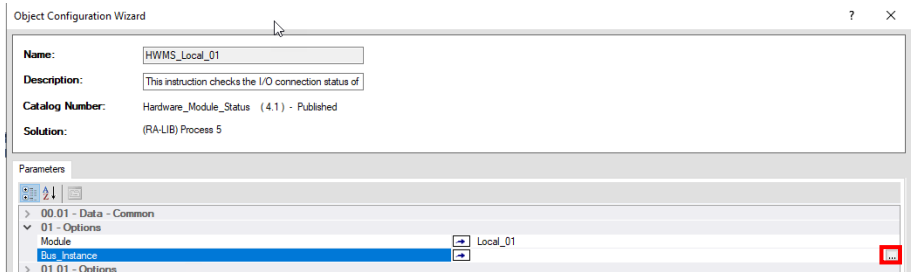 Object Configuration Wizard ? ×
Name: HWMS_Local_01
Description: This instruction checks the I/O connection status of
Catalog Number: Hardware_Module_Status (4.1) - Published
Solution: (RA-LIB) Process 5
Parameters
00.01 - Data - Common
01 - Options
Module Local_01
Bus_Instance ...
01.01 - Options